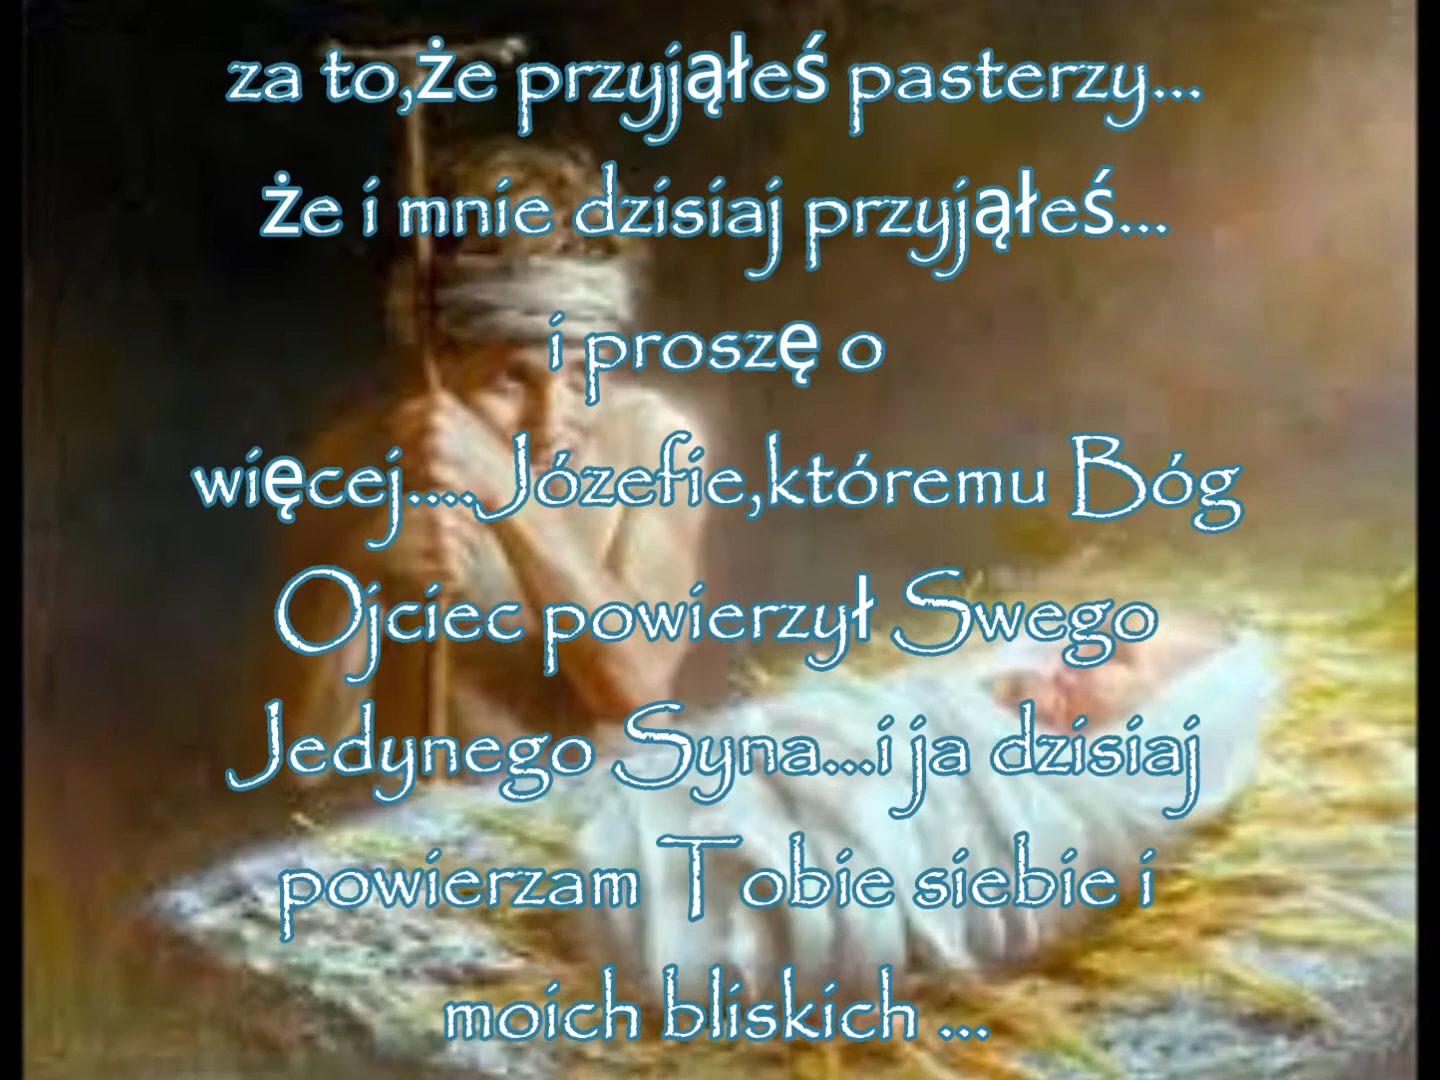 za to,że przyjąłeś pasterzy...
że i mnie dzisiaj przyjąłeś...
i proszę o
więcej....Józefie,któremu Bóg
Ojciec powierzył Swego
Jedynego Syna...i ja dzisiaj
powierzam Tobie siebie i
moich bliskich ...